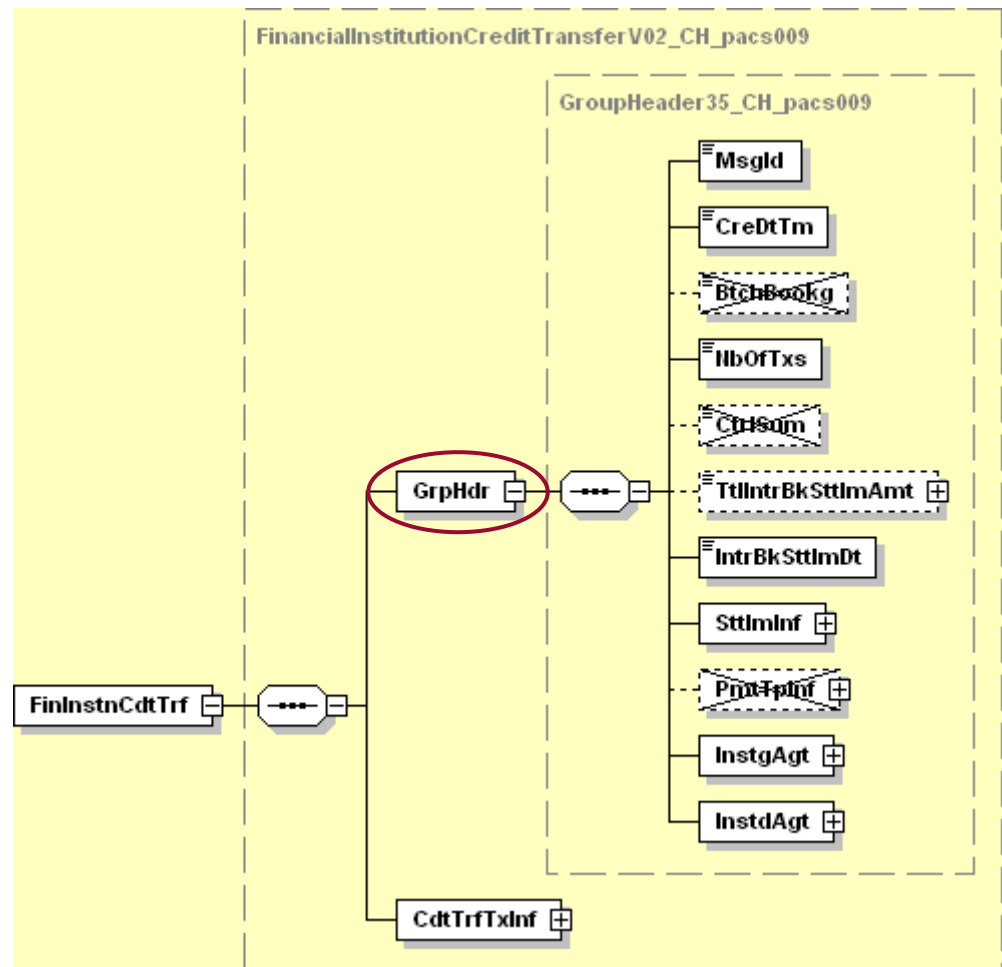 FinancialInstitutionCreditTransferV02_CH_pacs009
GroupHeader35_CH_pacs009
MsgId
CreDtTm
BtchBookg
NbOfTxs
CtrlSum
GrpHdr
TtlIntrBkSttlmAmt
IntrBkSttlmDt
SttlmInf
PmtTpInf
FinInstnCdtTrf
InstgAgt
InstdAgt
CdtTrfTxInf